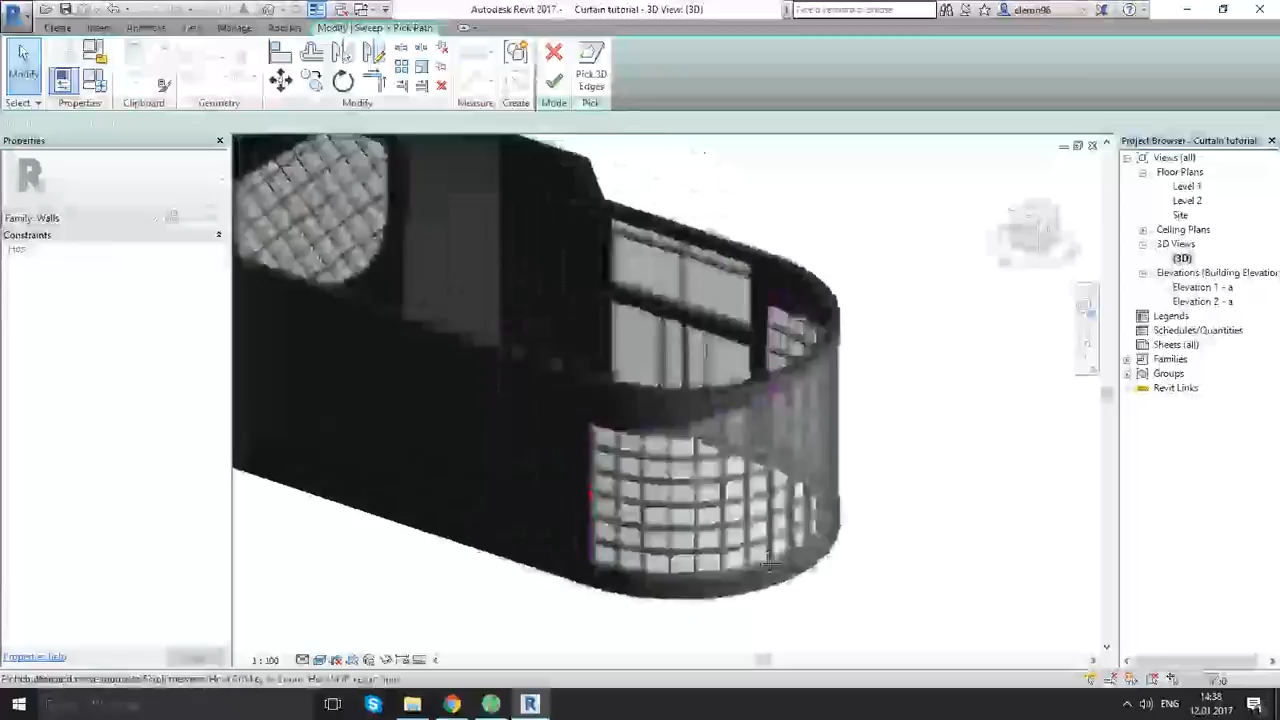 Autodesk Revit 2017 - Curtain tutorial - 3D View: {3D}
elemn96
Manage
Modify | Sweep > Pick Path
Modify
Pick 3D
Edges
Select
Properties
Clipboard
Geometry
Modify
Measure
Create
Mode
Pick
Properties
Family: Walls
Constraints
Properties help
1 : 100
Project Browser - Curtain tutorial
Views (all)
Floor Plans
Level 1
Level 2
Site
Ceiling Plans
3D Views
{3D}
Elevations (Building Elevation
Elevation 1 - a
Elevation 2 - a
Legends
Schedules/Quantities
Sheets (all)
Families
Groups
Revit Links
ENG
14:38
12.01.2017